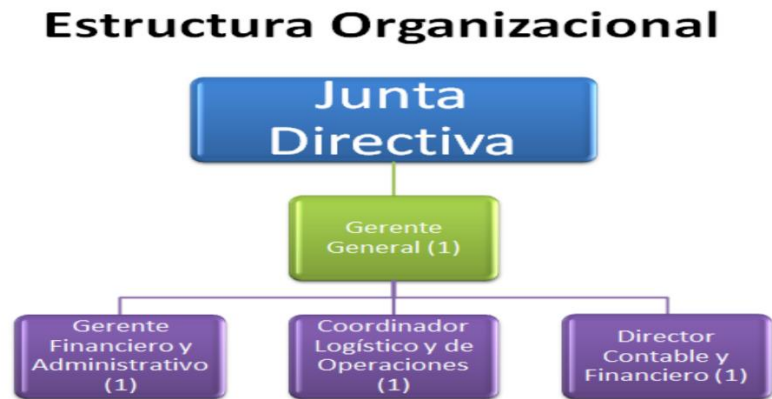 Estructura Organizacional
Junta
Directiva
Gerente
General (1)
Gerente
Financiero y
Administrativo
(1)
Coordinador
Logístico y de
Operaciones
(1)
Director
Contable y
Financiero (1)